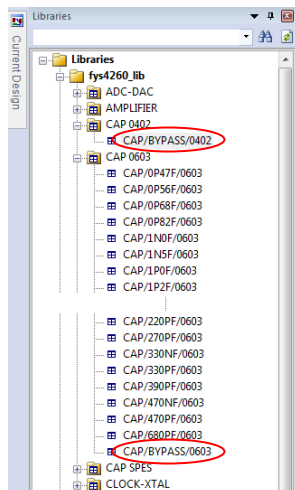 Libraries
Current Design
Libraries
fys4260_lib
ADC-DAC
AMPLIFIER
CAP 0402
CAP/BYPASS/0402
CAP 0603
CAP/0P47F/0603
CAP/0P56F/0603
CAP/0P68F/0603
CAP/0P82F/0603
CAP/1N0F/0603
CAP/1N5F/0603
CAP/1P0F/0603
CAP/1P2F/0603
CAP/220PF/0603
CAP/270PF/0603
CAP/330NF/0603
CAP/330PF/0603
CAP/390PF/0603
CAP/470NF/0603
CAP/470PF/0603
CAP/680PF/0603
CAP/BYPASS/0603
CAP SPES
CLOCK-XTAL